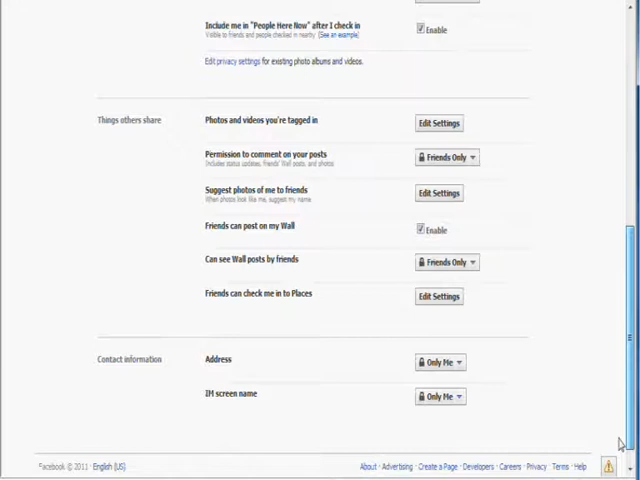 Include me in "People Here Now" after I check in
Enable
Visible to friends and people checked in nearby (See an example)
Edit privacy settings for existing photo albums and videos.
Things others share
Photos and videos you're tagged in
Edit Settings
Permission to comment on your posts
Friends Only
Includes status updates, friends' Wall posts, and photos
Suggest photos of me to friends
Edit Settings
When photos look like me, suggest my name
Friends can post on my Wall
Enable
Can see Wall posts by friends
Friends Only
Friends can check me in to Places
Edit Settings
Contact information
Address
Only Me
IM screen name
Only Me
Facebook © 2011 · English (US)
About · Advertising · Create a Page · Developers · Careers · Privacy · Terms · Help